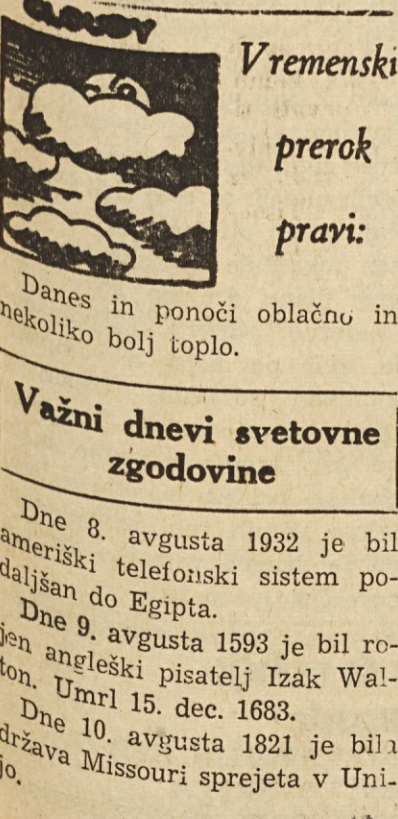 CLOUDY
Vremenski
prerok
pravi:
Danes in ponoči oblačno in
nekoliko bolj toplo.
Važni dnevi svetovne
zgodovine
Dne 8. avgusta 1932 je bil
ameriški telefonski sistem po-
daljšan do Egipta.
Dne 9. avgusta 1593 je bil ro-
jen angleški pisatelj Izak Wal-
ton. Umrl 15. dec. 1683.
Dne 10. avgusta 1821 je bila
država Missouri sprejeta v Uni-
jo.